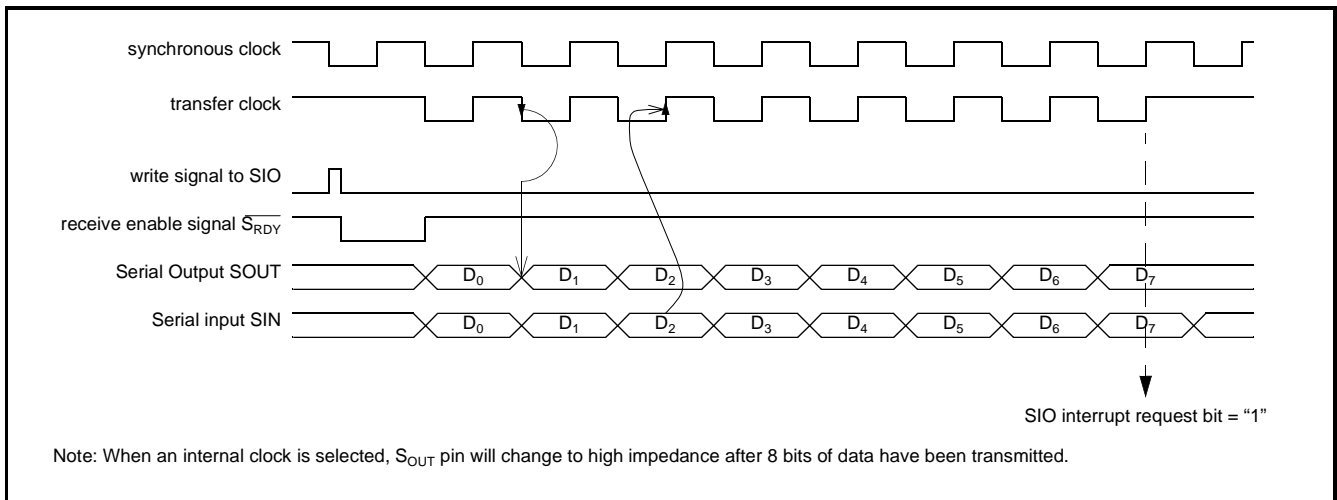 synchronous clock
transfer clock
write signal to SIO
receive enable signal S_RDY
Serial Output SOUT D0 D1 D2 D3 D4 D5 D6 D7
Serial input SIN D0 D1 D2 D3 D4 D5 D6 D7
SIO interrupt request bit = “1”
Note: When an internal clock is selected, S_OUT pin will change to high impedance after 8 bits of data have been transmitted.